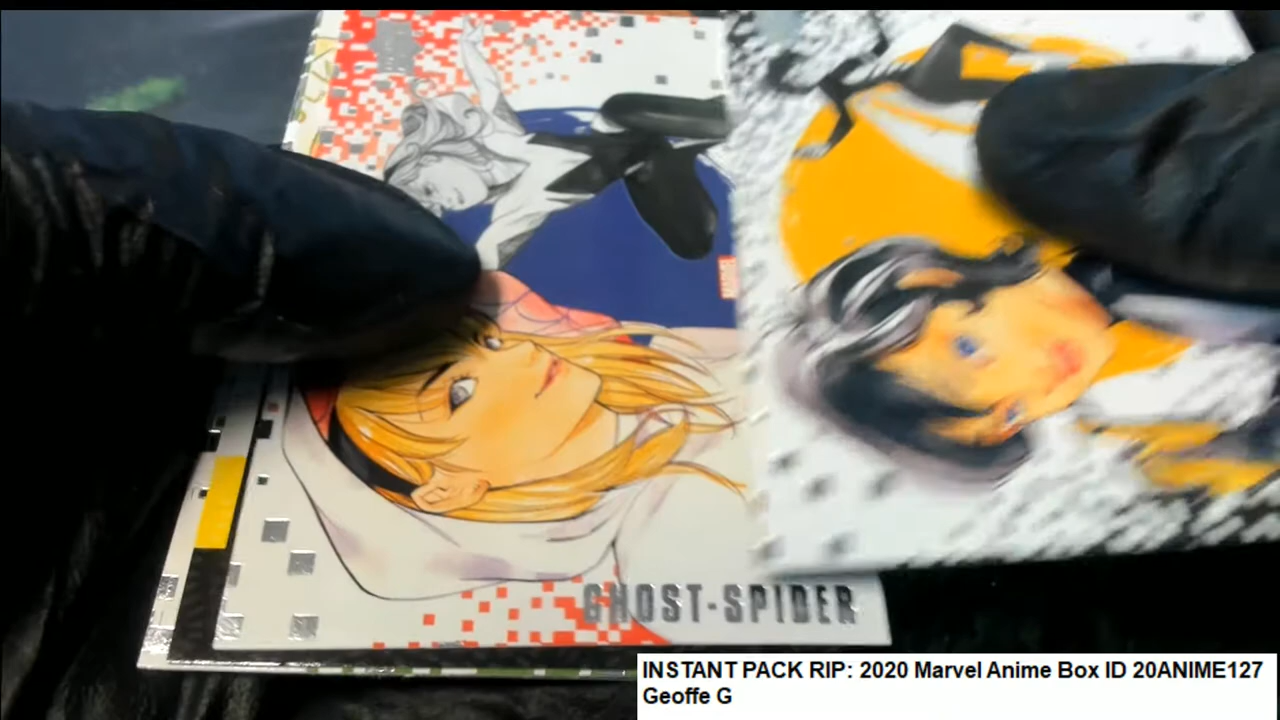 GHOST-SPIDER
INSTANT PACK RIP: 2020 Marvel Anime Box ID 20ANIME127
Geoffe G